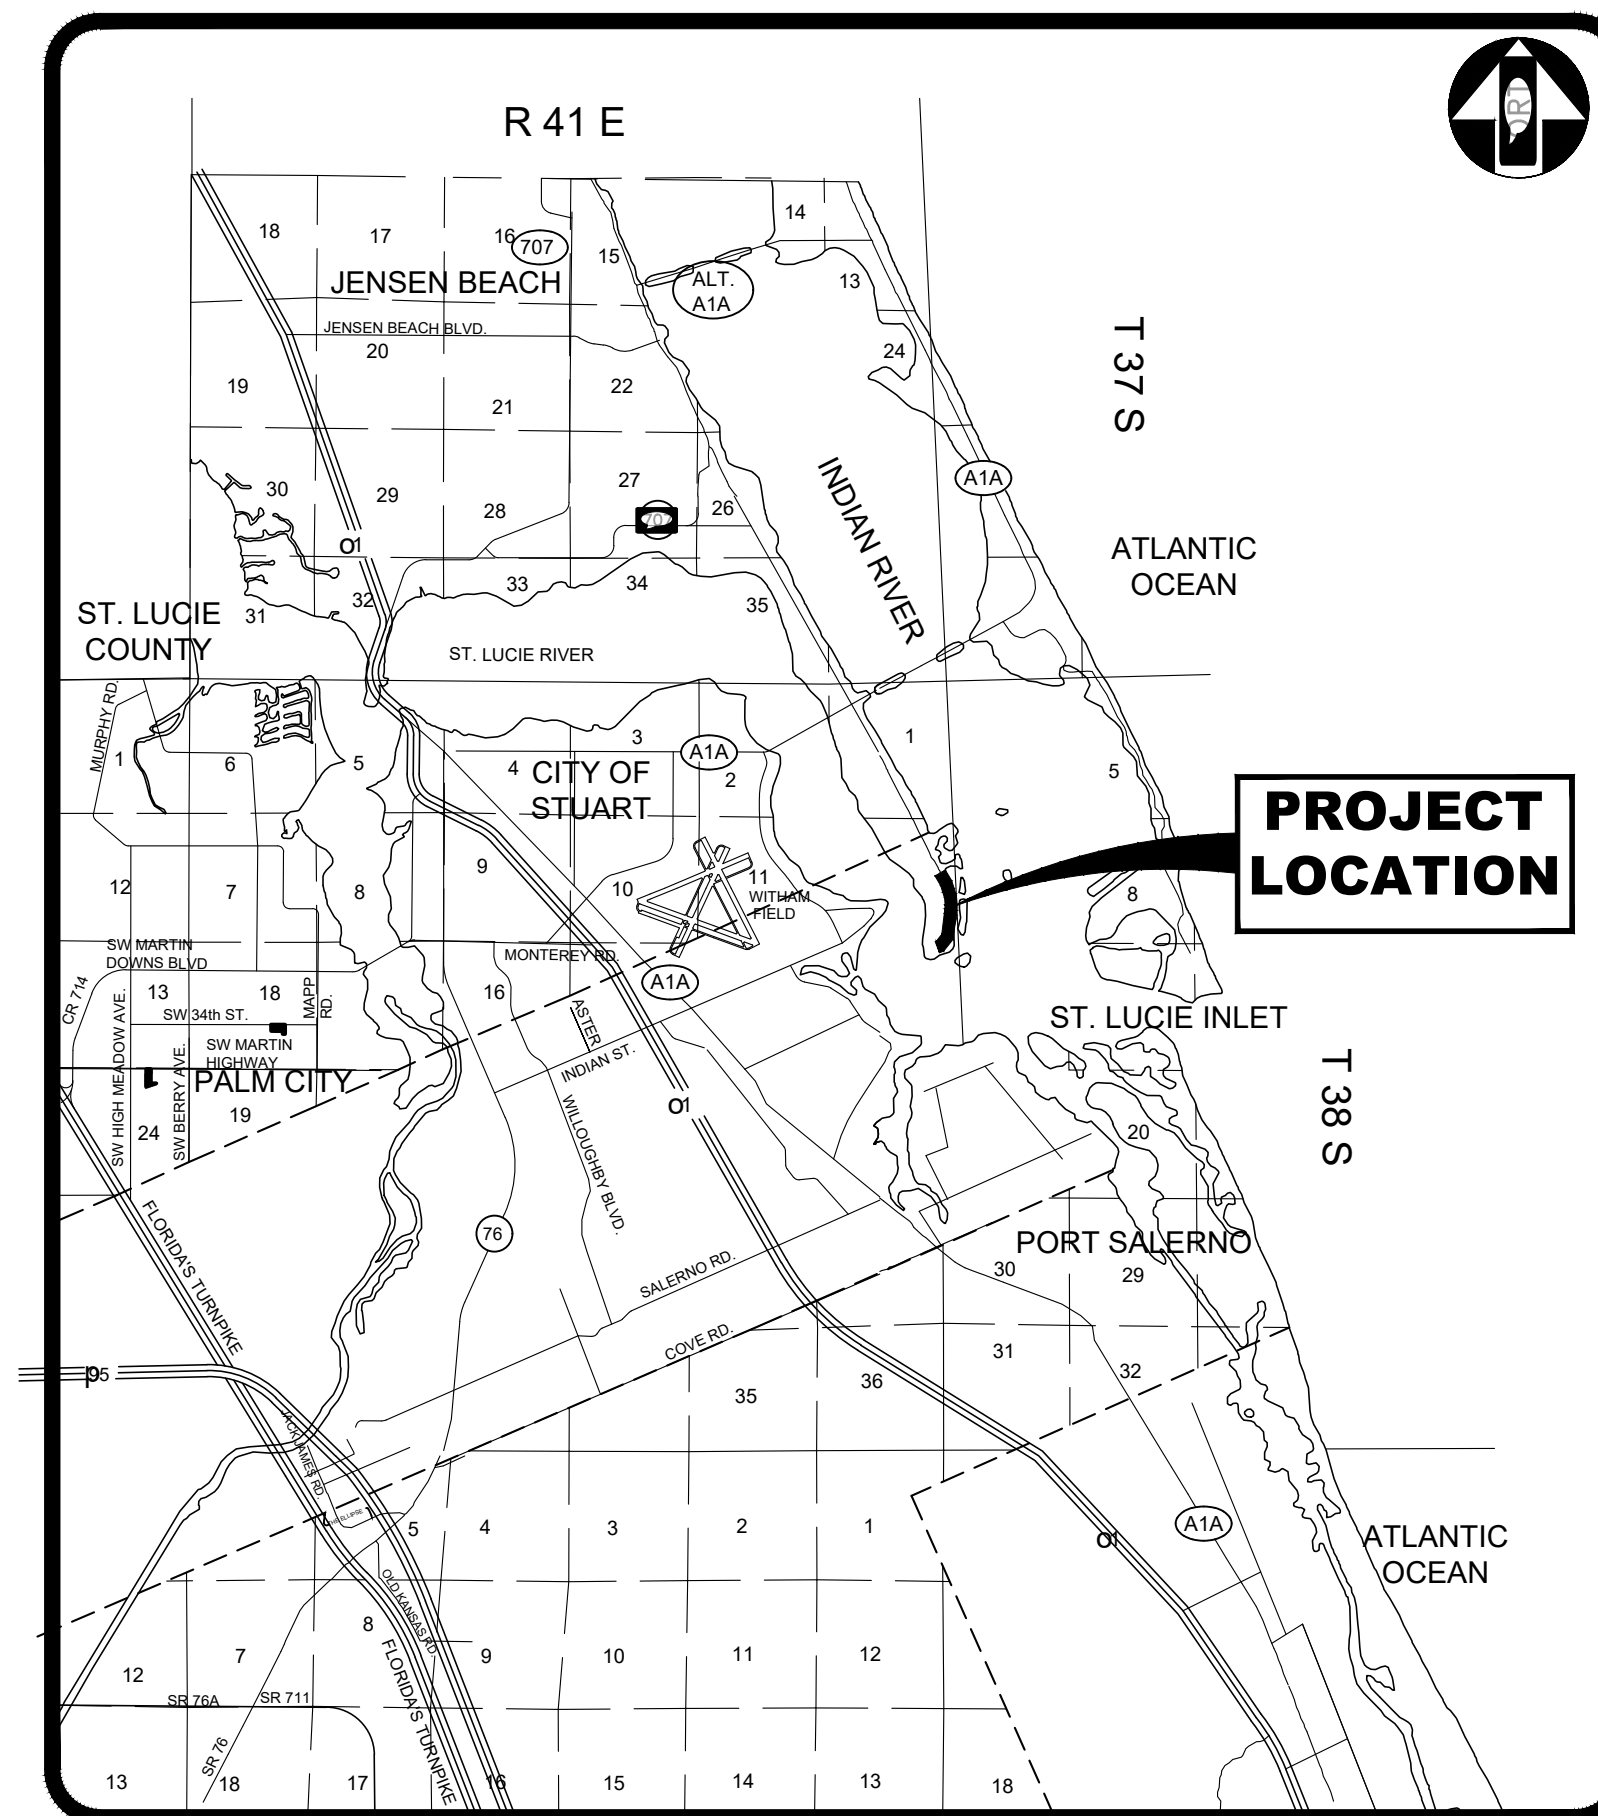 R 41 E
14
18
17
16
707
15
JENSEN BEACH
ALT.
A1A
13
T 37 S
JENSEN BEACH BLVD.
20
24
19
22
21
INDIAN RIVER
A1A
30
29
27
28
26
707
ATLANTIC
OCEAN
33
34
32
31
35
ST. LUCIE
COUNTY
ST. LUCIE RIVER
MURPHY RD.
1
6
5
3
A1A
1
4
CITY OF
STUART
2
5
PROJECT
LOCATION
9
12
7
8
10
11
WITHAM
FIELD
8
SW MARTIN
DOWNS BLVD
MONTEREY RD.
A1A
CR 714
13
18
MAPP
RD.
16
SW 34th ST.
ASTER
ST. LUCIE INLET
SW MARTIN
HIGHWAY
INDIAN ST.
PALM CITY
SW HIGH MEADOW AVE.
SW BERRY AVE.
T 38 S
19
24
WILLOUGHBY BLVD.
20
FLORIDA'S TURNPIKE
76
PORT SALERNO
30
29
SALERNO RD.
COVE RD.
31
32
95
35
36
JACK JAMES RD.
THE ELLIPSE
5
4
3
2
1
A1A
ATLANTIC
OCEAN
OLD KANSAS RD.
8
7
9
10
11
12
12
FLORIDA'S TURNPIKE
SR 76A
SR 711
SR 76
13
18
17
16
15
14
13
18